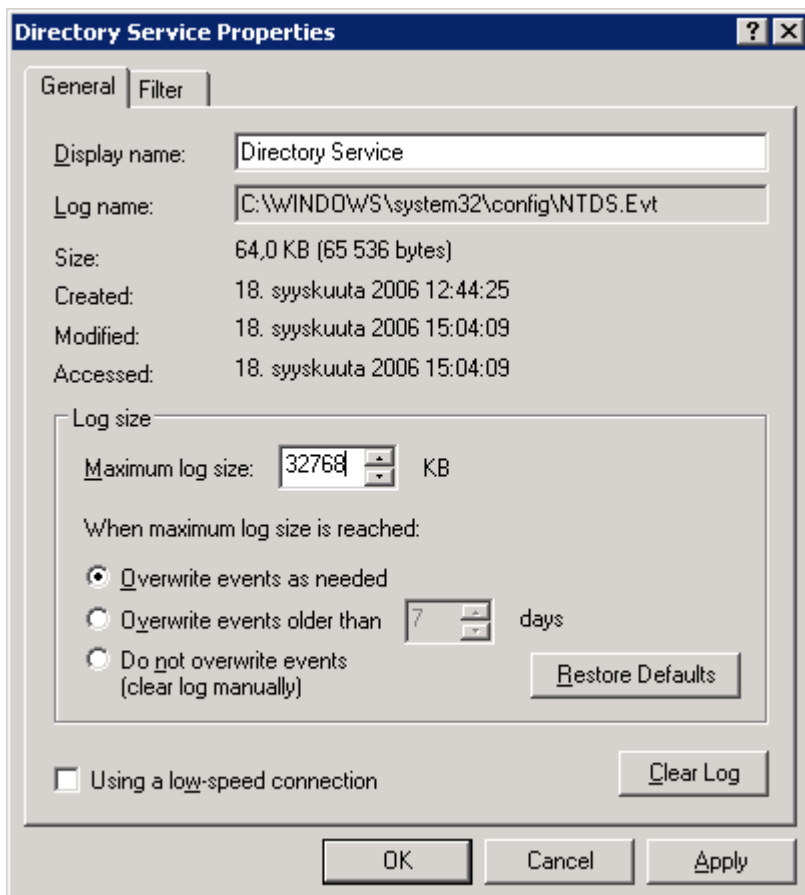 Directory Service Properties
General Filter
Display name: Directory Service
Log name: C:\WINDOWS\system32\config\NTDS.Evt
Size: 64,0 KB (65 536 bytes)
Created: 18. syyskuuta 2006 12:44:25
Modified: 18. syyskuuta 2006 15:04:09
Accessed: 18. syyskuuta 2006 15:04:09
Log size
Maximum log size: 32768 KB
When maximum log size is reached:
Overwrite events as needed
Overwrite events older than 7 days
Do not overwrite events
(clear log manually) Restore Defaults
Using a low-speed connection Clear Log
OK Cancel Apply